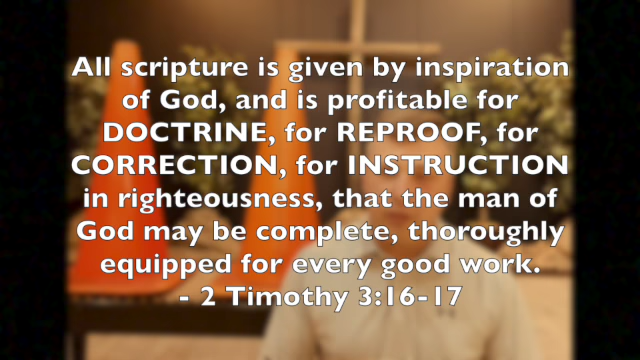 All scripture is given by inspiration
of God, and is profitable for
DOCTRINE, for REPROOF, for
CORRECTION, for INSTRUCTION
in righteousness, that the man of
God may be complete, thoroughly
equipped for every good work.
- 2 Timothy 3:16-17